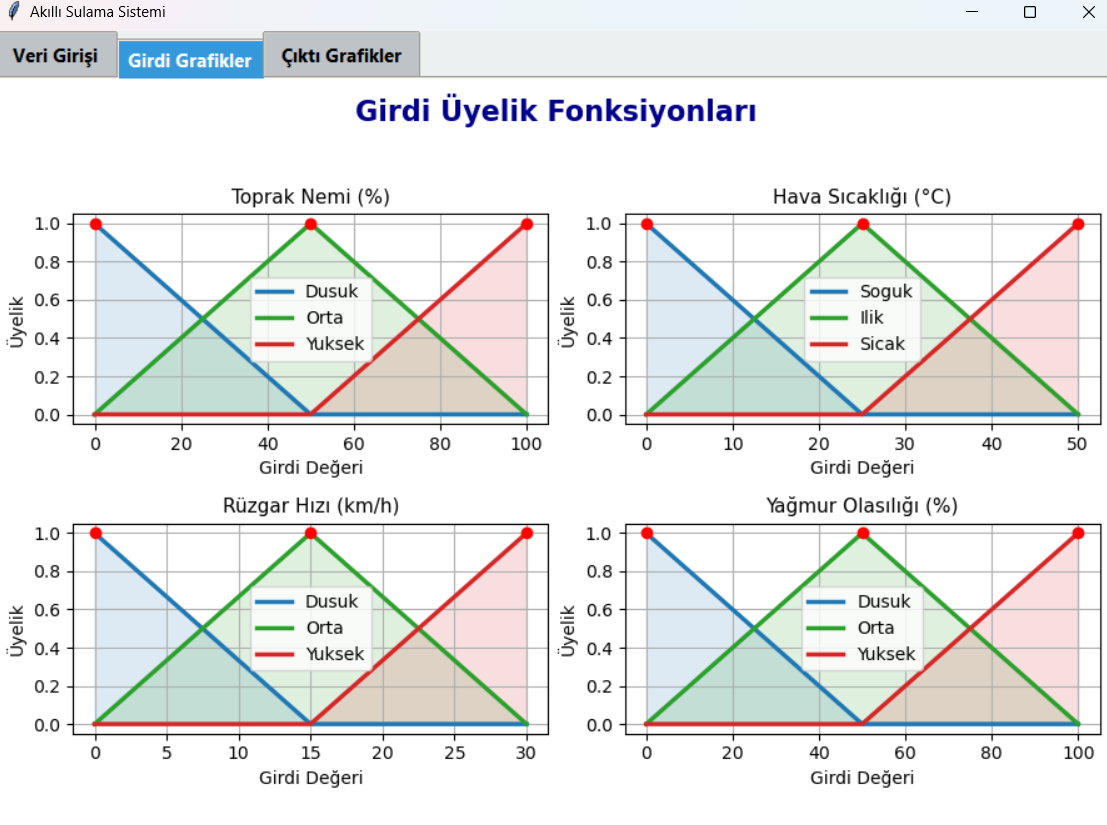 Akıllı Sulama Sistemi
Veri Girişi
Girdi Grafikler
Çıktı Grafikler
Girdi Üyelik Fonksiyonları
Toprak Nemi (%)
1.0
0.8
0.6
0.4
0.2
0.0
Üyelik
Dusuk
Orta
Yuksek
0 20 40 60 80 100
Girdi Değeri
Hava Sıcaklığı (°C)
1.0
0.8
0.6
0.4
0.2
0.0
Üyelik
Soguk
Ilik
Sicak
0 10 20 30 40 50
Girdi Değeri
Rüzgar Hızı (km/h)
1.0
0.8
0.6
0.4
0.2
0.0
Üyelik
Dusuk
Orta
Yuksek
0 5 10 15 20 25 30
Girdi Değeri
Yağmur Olasılığı (%)
1.0
0.8
0.6
0.4
0.2
0.0
Üyelik
Dusuk
Orta
Yuksek
0 20 40 60 80 100
Girdi Değeri